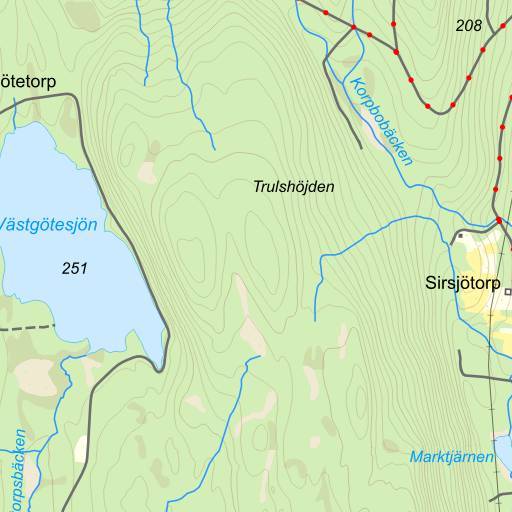 208
ötetorp
Korpbobäcken
Trulshöjden
Västgötesjön
251
Sirsjötorp
Marktjärnen
orpsbäcken